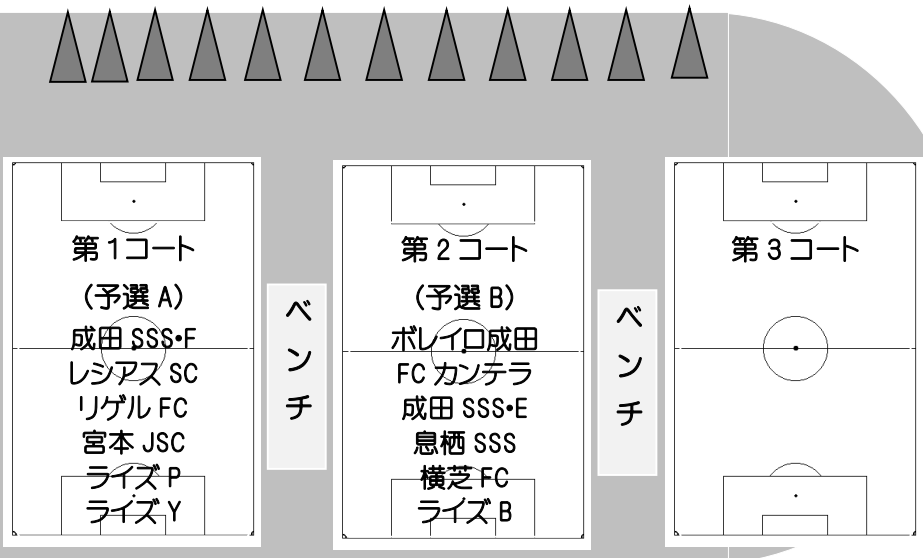 第1コート
(予選 A)
成田 SSS・F
レシアス SC
リゲル FC
宮本 JSC
ライズ P
ライズ Y
ベンチ
第2コート
(予選 B)
ボレイロ成田
FC カンテラ
成田 SSS・E
息栖 SSS
横芝 FC
ライズ B
ベンチ
第3コート